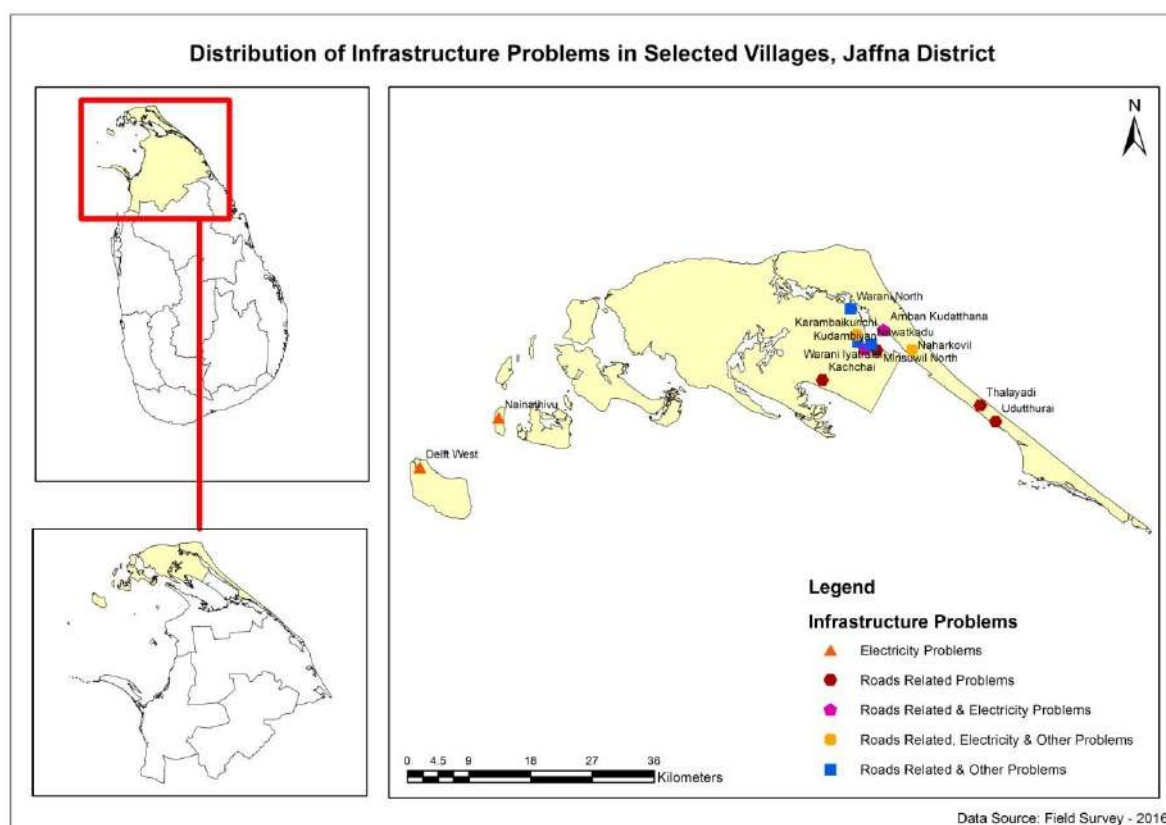 Distribution of Infrastructure Problems in Selected Villages, Jaffna District
N
Warani North
Amban Kudatthana
Karambaikurichi
Nawatkadu
Kudambiyan
Naharkovil
Warani Iyattalai
Mirisuwil North
Kachchai
Thalayadi
Udutthurai
Nainathivu
Delft West
Legend
Infrastructure Problems
Electricity Problems
Roads Related Problems
Roads Related & Electricity Problems
Roads Related, Electricity & Other Problems
Roads Related & Other Problems
0 4.5 9 18 27 36
Kilometers
Data Source: Field Survey - 2016